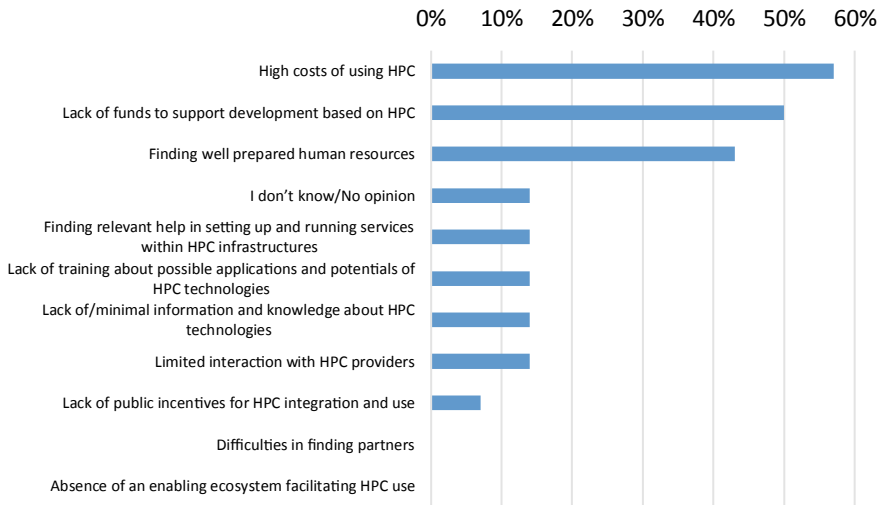 0% 10% 20% 30% 40% 50% 60%
High costs of using HPC
Lack of funds to support development based on HPC
Finding well prepared human resources
I don’t know/No opinion
Finding relevant help in setting up and running services
within HPC infrastructures
Lack of training about possible applications and potentials of
HPC technologies
Lack of/minimal information and knowledge about HPC
technologies
Limited interaction with HPC providers
Lack of public incentives for HPC integration and use
Difficulties in finding partners
Absence of an enabling ecosystem facilitating HPC use